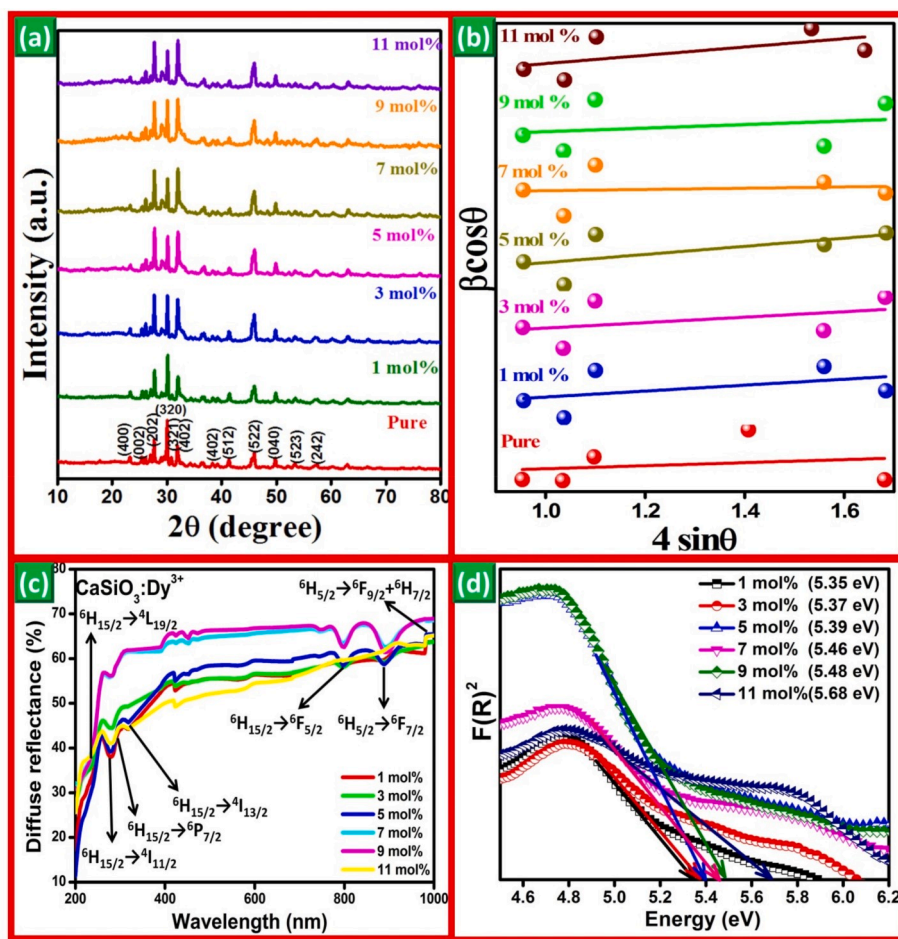 (a)
11 mol%
9 mol%
7 mol%
5 mol%
3 mol%
1 mol%
Pure
(400)
(002)
(202)
(320)
(321)
(402)
(402)
(512)
(522)
(040)
(523)
(242)
Intensity (a.u.)
10 20 30 40 50 60 70 80
2θ (degree)
(b)
11 mol %
9 mol %
7 mol %
5 mol %
3 mol %
1 mol %
Pure
βcosθ
1.0 1.2 1.4 1.6
4 sinθ
(c)
CaSiO₃:Dy³⁺
⁶H₅/₂→⁶F₉/₂+⁶H₇/₂
⁶H₁₅/₂→⁴L₁₉/₂
⁶H₁₅/₂→⁶F₅/₂
⁶H₅/₂→⁶F₇/₂
⁶H₁₅/₂→⁴I₁₃/₂
⁶H₁₅/₂→⁶P₇/₂
⁶H₁₅/₂→⁴I₁₁/₂
1 mol%
3 mol%
5 mol%
7 mol%
9 mol%
11 mol%
80
70
60
50
40
30
20
10
Diffuse reflectance (%)
200 400 600 800 1000
Wavelength (nm)
(d)
1 mol% (5.35 eV)
3 mol% (5.37 eV)
5 mol% (5.39 eV)
7 mol% (5.46 eV)
9 mol% (5.48 eV)
11 mol%(5.68 eV)
F(R)²
4.8 5.0 5.2 5.4 5.6 5.8 6.0 6.2
Energy (eV)